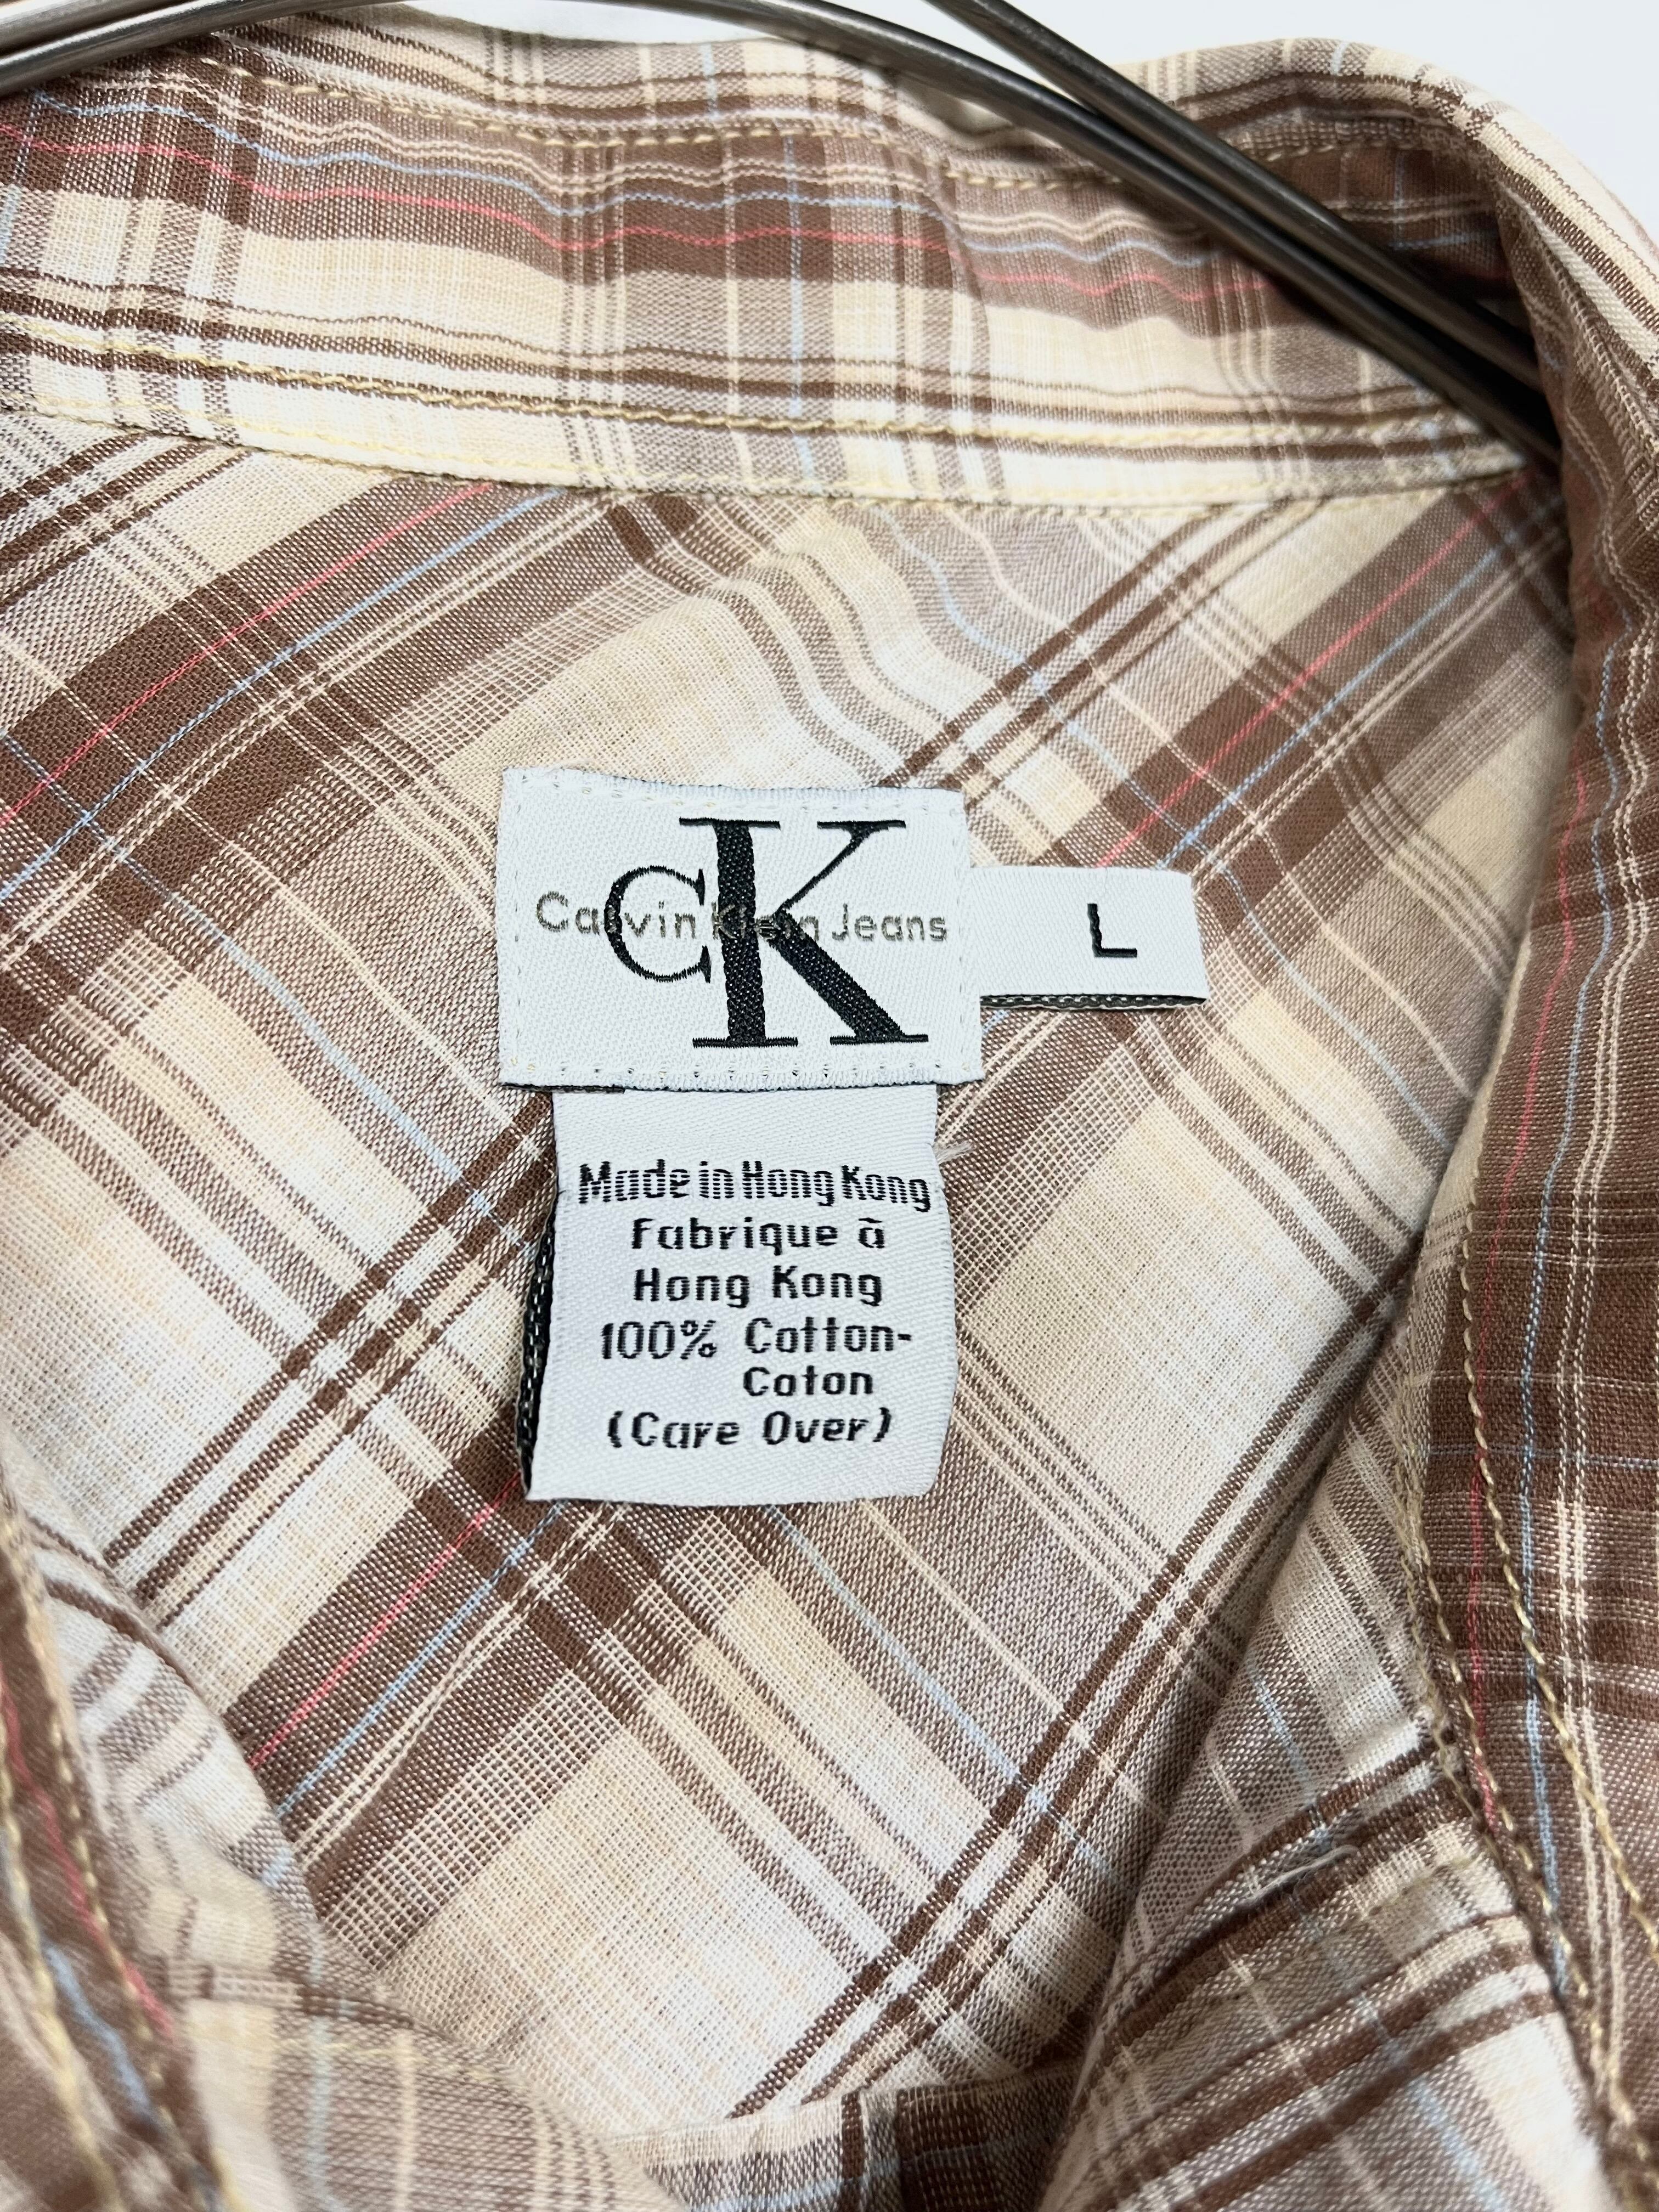 CK
Calvin Klein Jeans
L
Made in Hong Kong
Fabrique à
Hong Kong
100% Cotton-
Coton
(Care Over)